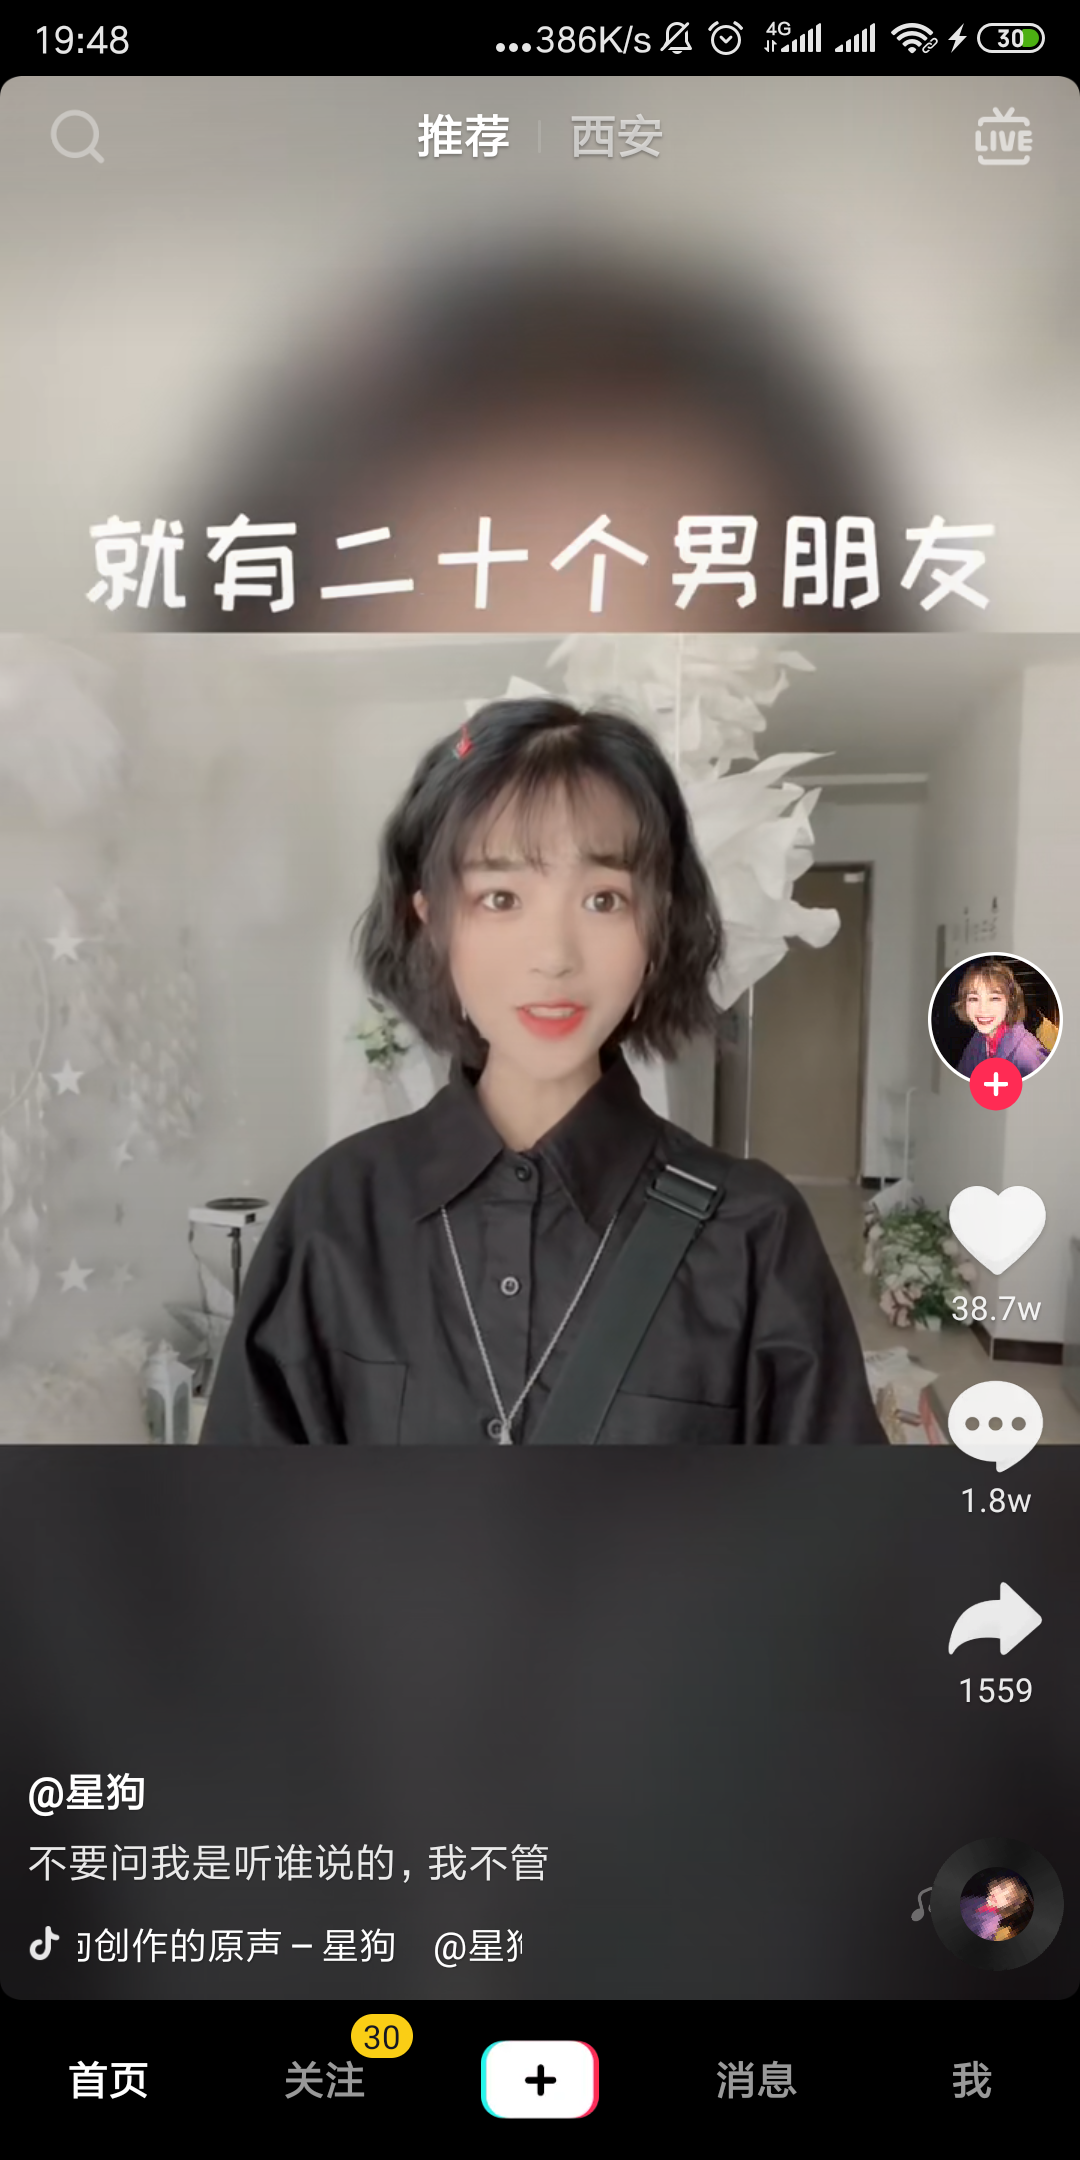 19:48
...386K/s 4G 30
推荐 西安
LIVE
就有二十个男朋友
38.7w
1.8w
1559
@星狗
不要问我是听谁说的，我不管
创作的原声 - 星狗 @星
30
首页 关注 消息 我